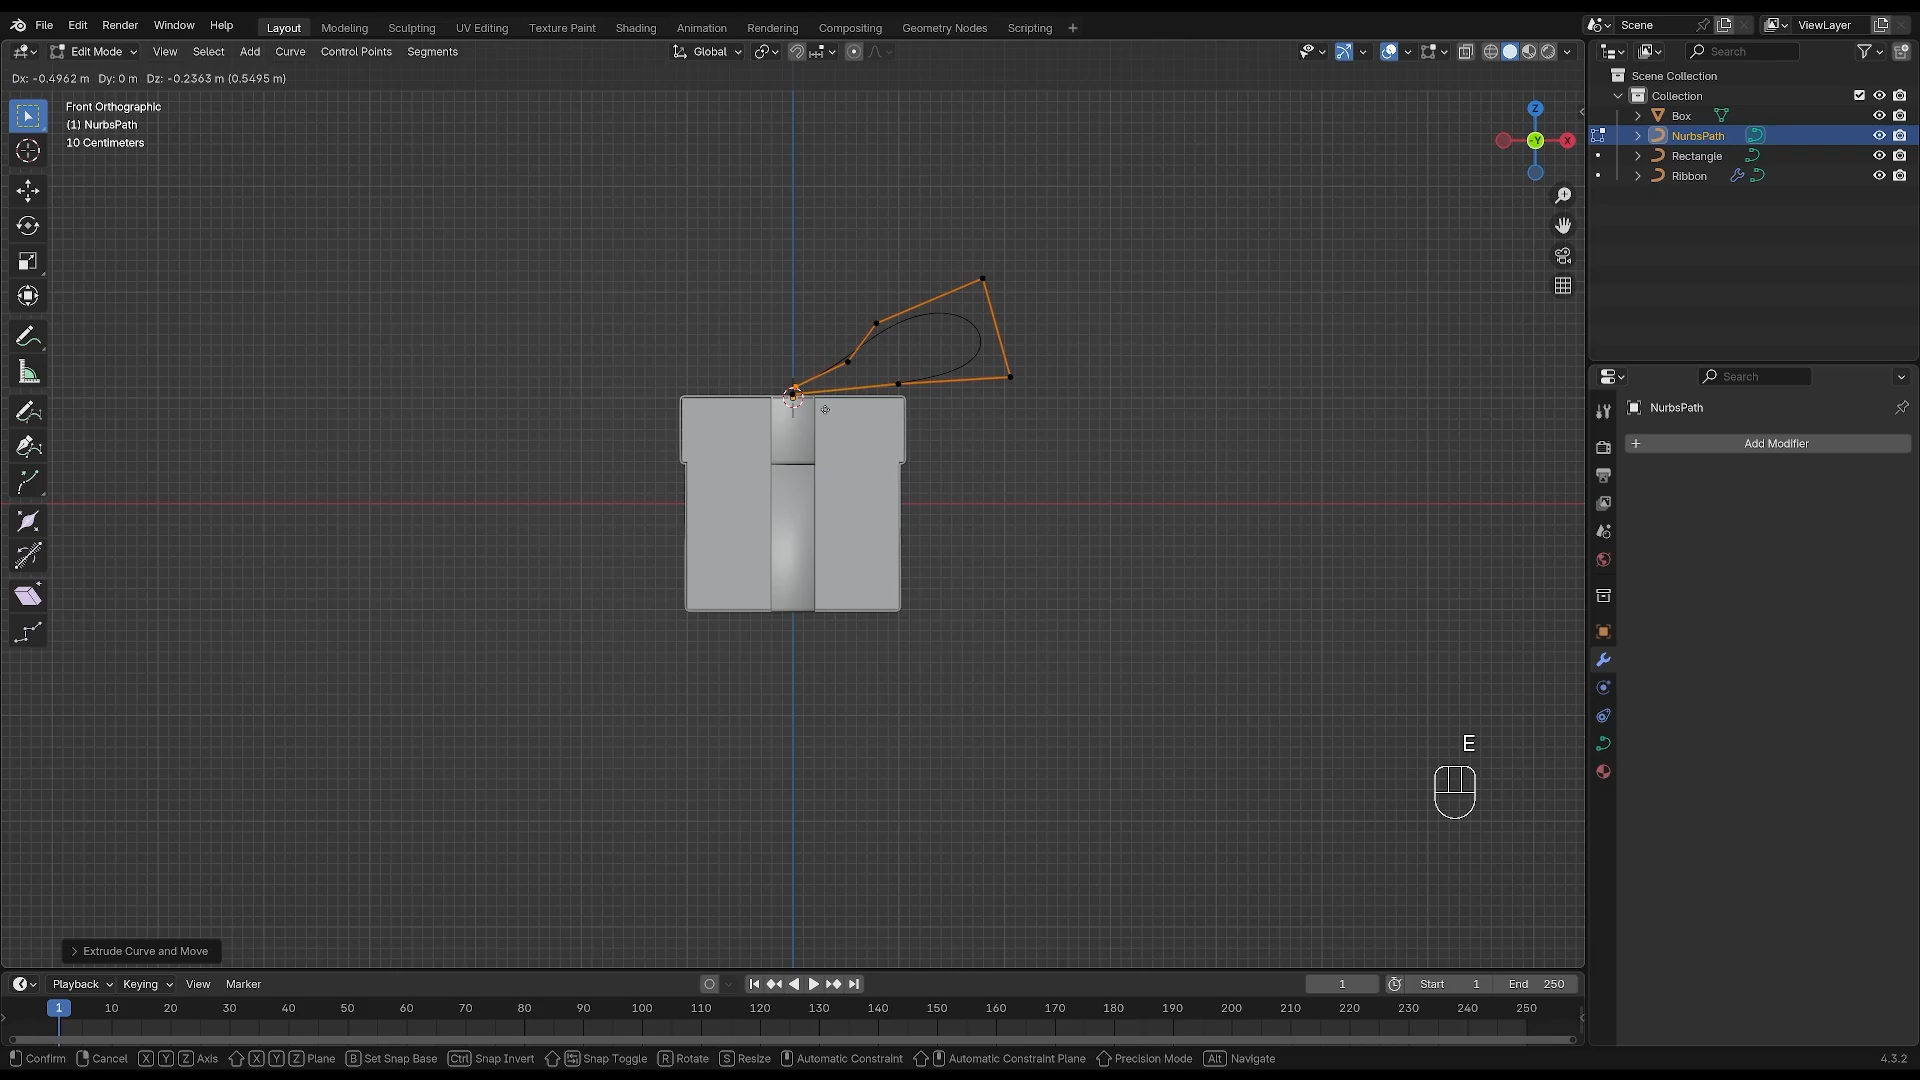 File Edit Render Window Help Layout Modeling Sculpting UV Editing Texture Paint Shading Animation Rendering Compositing Geometry Nodes Scripting + Scene ViewLayer
Edit Mode View Select Add Curve Control Points Segments Global Search
Dx: -0.4962 m Dy: 0 m Dz: -0.2363 m (0.5495 m)
Scene Collection
Collection
Box
NurbsPath
Rectangle
Ribbon
Front Orthographic
(1) NurbsPath
10 Centimeters
Z
Y
X
Search
NurbsPath
+ Add Modifier
E
Extrude Curve and Move
Playback Keying View Marker 1 Start 1 End 250
1 10 20 30 40 50 60 70 80 90 100 110 120 130 140 150 160 170 180 190 200 210 220 230 240 250
Confirm Cancel X Y Z Axis X Y Z Plane B Set Snap Base Ctrl Snap Invert Snap Toggle R Rotate S Resize Automatic Constraint Automatic Constraint Plane Precision Mode Alt Navigate 4.3.2